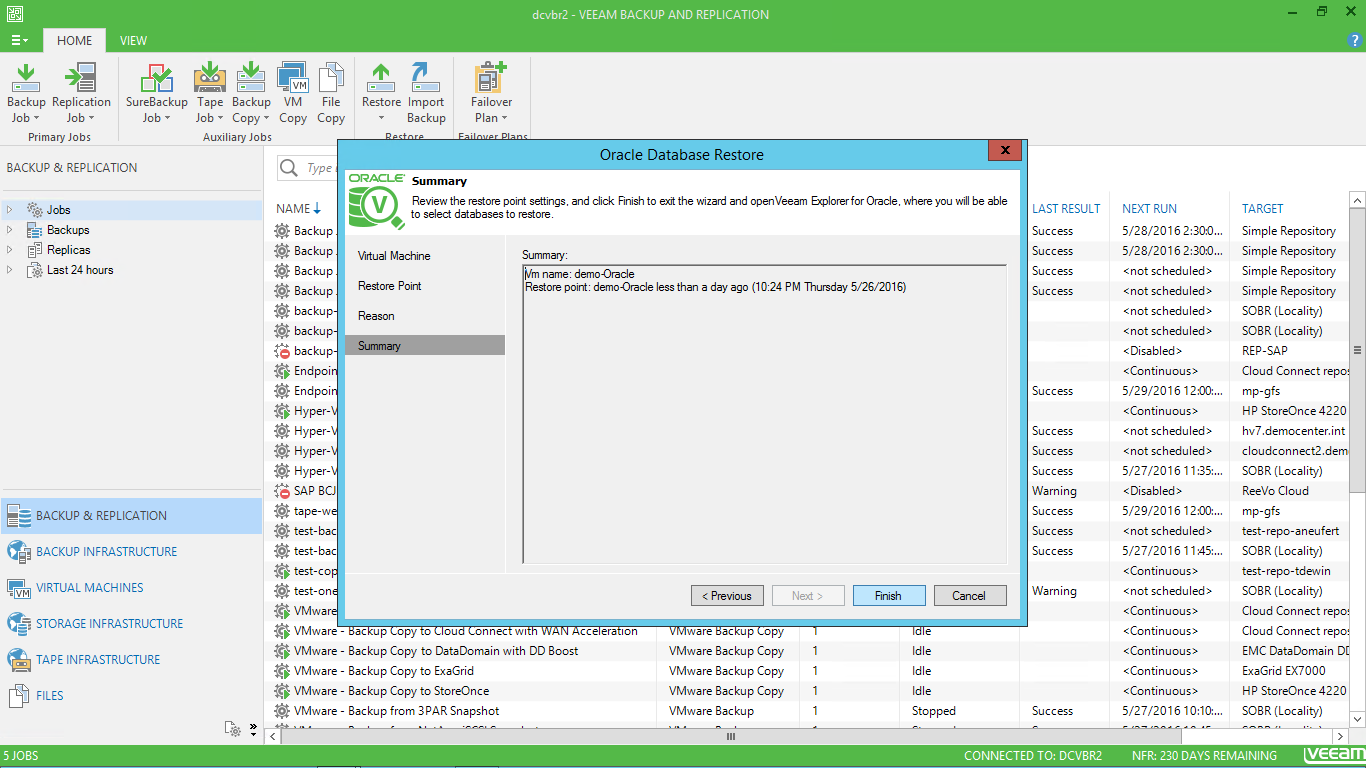 dcvbr2 - VEEAM BACKUP AND REPLICATION
HOME
VIEW
Backup Job
Replication Job
SureBackup Job
Tape Job
Backup Copy
VM Copy
File Copy
Restore
Import Backup
Failover Plan
Primary Jobs
Auxiliary Jobs
Restore
Failover Plans
BACKUP & REPLICATION
Jobs
Backups
Replicas
Last 24 hours
BACKUP & REPLICATION
BACKUP INFRASTRUCTURE
VIRTUAL MACHINES
STORAGE INFRASTRUCTURE
TAPE INFRASTRUCTURE
FILES
Type
Oracle Database Restore
x
ORACLE
V
Summary
Review the restore point settings, and click Finish to exit the wizard and openVeeam Explorer for Oracle, where you will be able
to select databases to restore.
Virtual Machine
Restore Point
Reason
Summary
Summary:
Vm name: demo-Oracle
Restore point: demo-Oracle less than a day ago (10:24 PM Thursday 5/26/2016)
< Previous
Next >
Finish
Cancel
NAME LAST RESULT NEXT RUN TARGET
Backup Success 5/28/2016 2:30:0... Simple Repository
Backup Success 5/28/2016 2:30:0... Simple Repository
Backup Success <not scheduled> Simple Repository
Backup Success <not scheduled> Simple Repository
backup- <not scheduled> SOBR (Locality)
backup- <not scheduled> SOBR (Locality)
backup- <Disabled> REP-SAP
Endpoin <Continuous> Cloud Connect repos
Endpoin Success 5/29/2016 12:00:... mp-gfs
Hyper-V <Continuous> HP StoreOnce 4220
Hyper-V Success <not scheduled> hv7.democenter.int
Hyper-V Success <not scheduled> cloudconnect2.dem
Hyper-V Success 5/27/2016 11:35:... SOBR (Locality)
SAP BCJ Warning <Disabled> ReeVo Cloud
tape-we Success 5/29/2016 12:00:... mp-gfs
test-bac Success <not scheduled> test-repo-aneufert
test-bac Success 5/27/2016 11:45:... SOBR (Locality)
test-cop <Continuous> test-repo-tdewin
test-one Warning <not scheduled> SOBR (Locality)
VMware <Continuous> Cloud Connect repos
VMware - Backup Copy to Cloud Connect with WAN Acceleration VMware Backup Copy 1 Idle <Continuous> Cloud Connect repos
VMware - Backup Copy to DataDomain with DD Boost VMware Backup Copy 1 Idle <Continuous> EMC DataDomain DD
VMware - Backup Copy to ExaGrid VMware Backup Copy 1 Idle <Continuous> ExaGrid EX7000
VMware - Backup Copy to StoreOnce VMware Backup Copy 1 Idle <Continuous> HP StoreOnce 4220
VMware - Backup from 3PAR Snapshot VMware Backup 1 Stopped Success 5/27/2016 10:10:... SOBR (Locality)
5 JOBS
CONNECTED TO: DCVBR2
NFR: 230 DAYS REMAINING
veeam